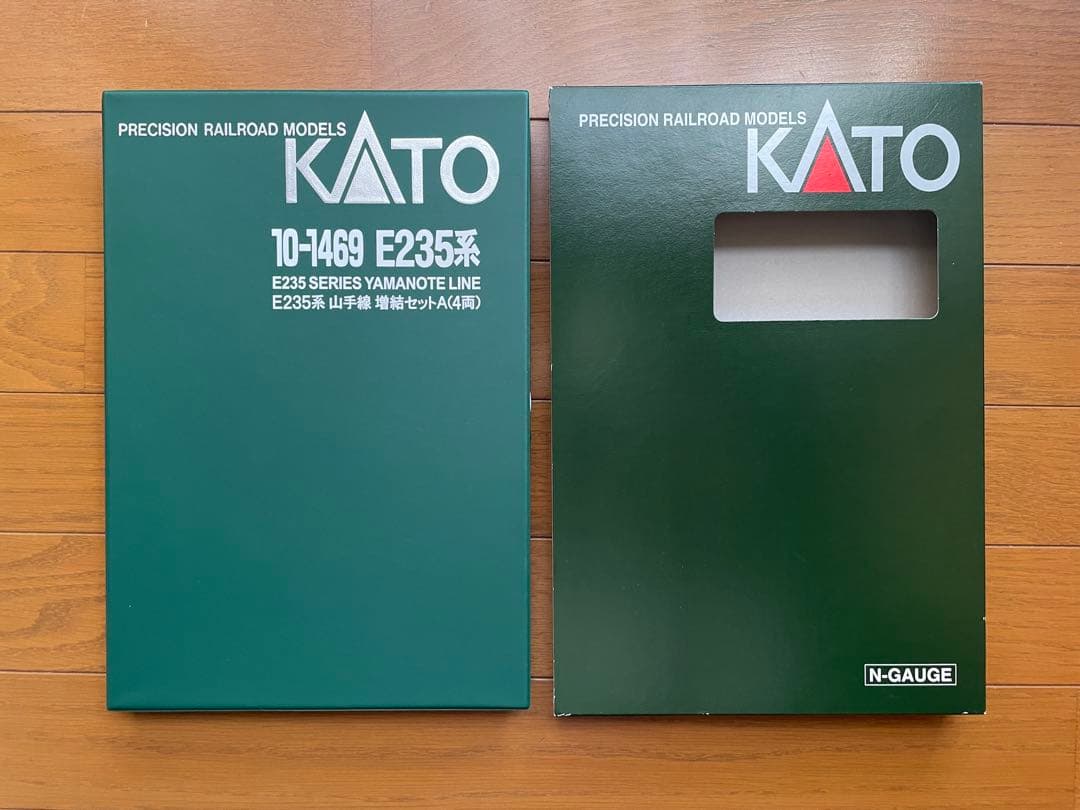 PRECISION RAILROAD MODELS
KATO
10-1469 E235系
E235 SERIES YAMANOTE LINE
E235系 山手線 増結セットA(4両)
PRECISION RAILROAD MODELS
KATO
N-GAUGE